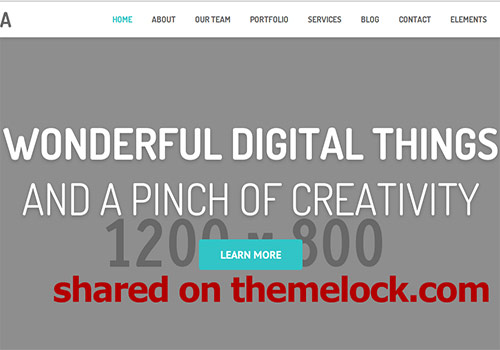 A HOME ABOUT OUR TEAM PORTFOLIO SERVICES BLOG CONTACT ELEMENTS
WONDERFUL DIGITAL THINGS
AND A PINCH OF CREATIVITY
1200 x 800
LEARN MORE
shared on themelock.com